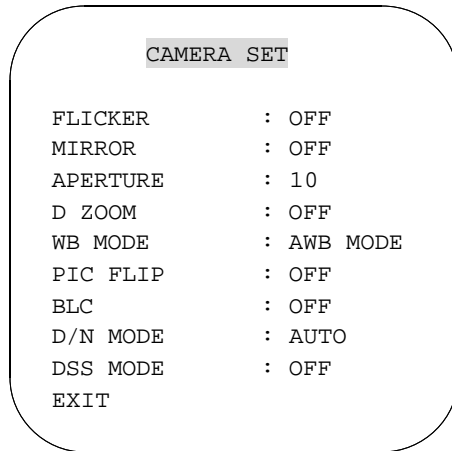 CAMERA SET
FLICKER : OFF
MIRROR : OFF
APERTURE : 10
D ZOOM : OFF
WB MODE : AWB MODE
PIC FLIP : OFF
BLC : OFF
D/N MODE : AUTO
DSS MODE : OFF
EXIT